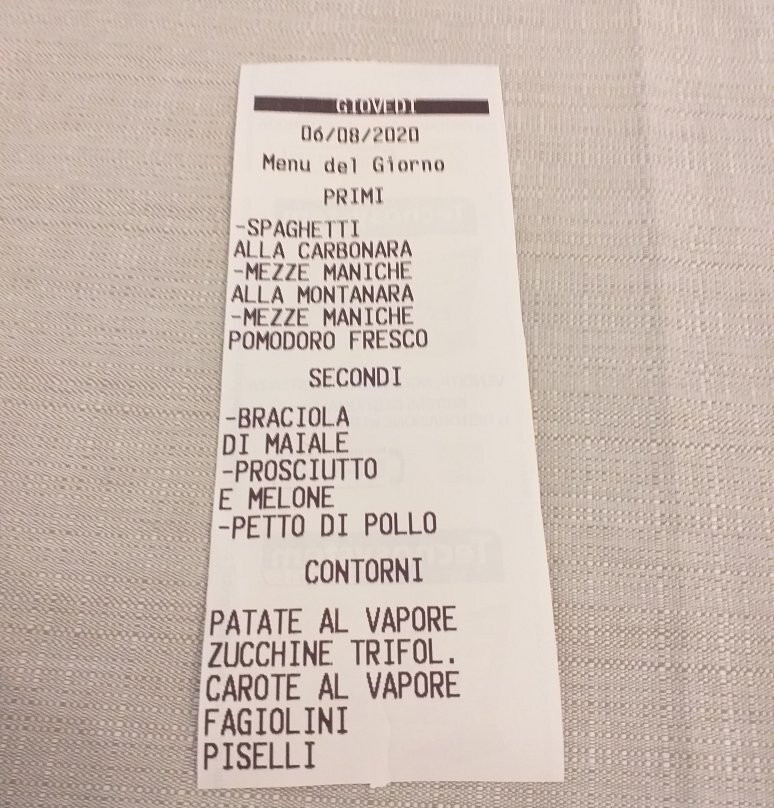 GIOVEDI
06/08/2020
Menu del Giorno
PRIMI
-SPAGHETTI
ALLA CARBONARA
-MEZZE MANICHE
ALLA MONTANARA
-MEZZE MANICHE
POMODORO FRESCO
SECONDI
-BRACIOLA
DI MAIALE
-PROSCIUTTO
E MELONE
-PETTO DI POLLO
CONTORNI
PATATE AL VAPORE
ZUCCHINE TRIFOL.
CAROTE AL VAPORE
FAGIOLINI
PISELLI